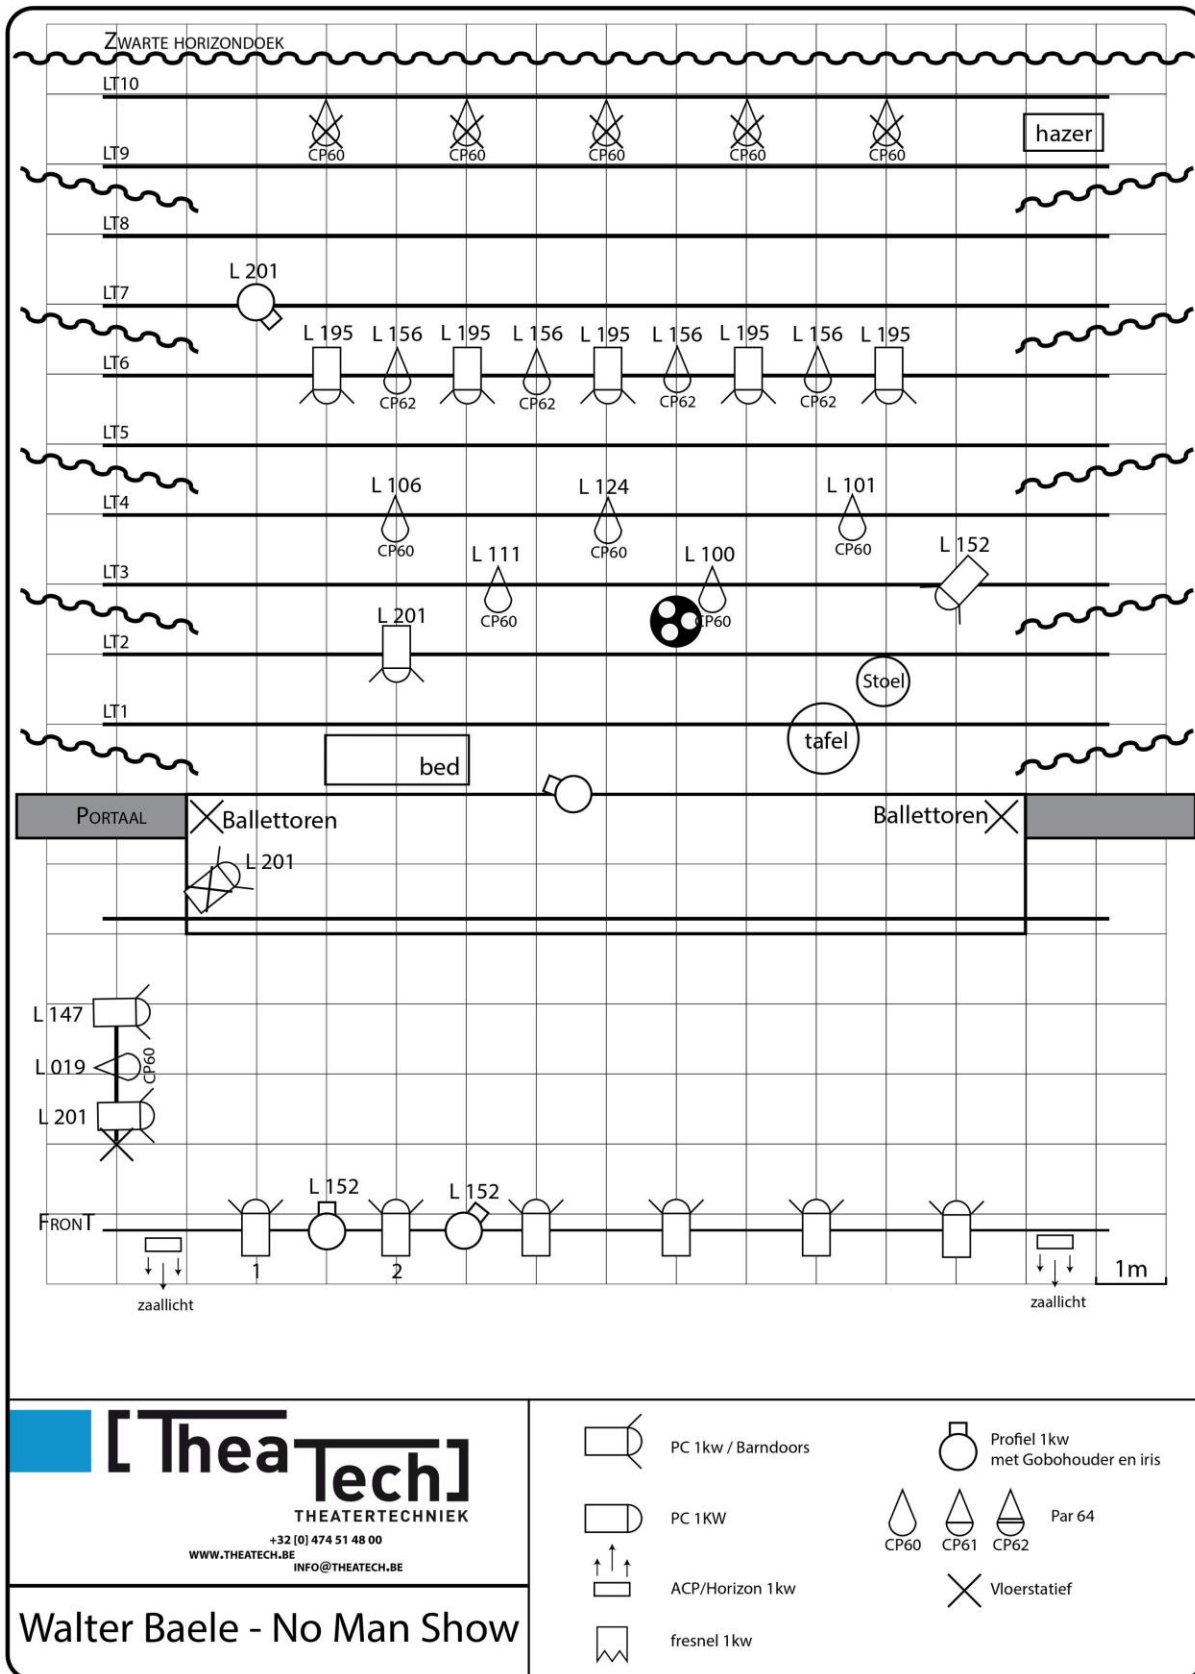 ZWARTE HORIZONDOEK
LT10
CP60 CP60 CP60 CP60 CP60
hazer
LT9
LT8
L 201
LT7
L 195 L 156 L 195 L 156 L 195 L 156 L 195 L 156 L 195
LT6
CP62 CP62 CP62 CP62
LT5
L 106 L 124 L 101
LT4
CP60 CP60 CP60
L 111 L 100 L 152
LT3
CP60 CP60
L 201
LT2
Stoel
LT1
tafel
bed
PORTAAL
Ballettoren Ballettoren
L 201
L 147
L 019 CP60
L 201
L 152 L 152
FRONT
1 2
1m
zaallicht zaallicht
[TheaTech]
THEATERTECHNIEK
+32 [0] 474 51 48 00
WWW.THEATECH.BE
INFO@THEATECH.BE
Walter Baele - No Man Show
PC 1kw / Barndoors
PC 1KW
ACP/Horizon 1kw
fresnel 1kw
Profiel 1kw
met Gobohouder en iris
Par 64
CP60 CP61 CP62
Vloerstatief